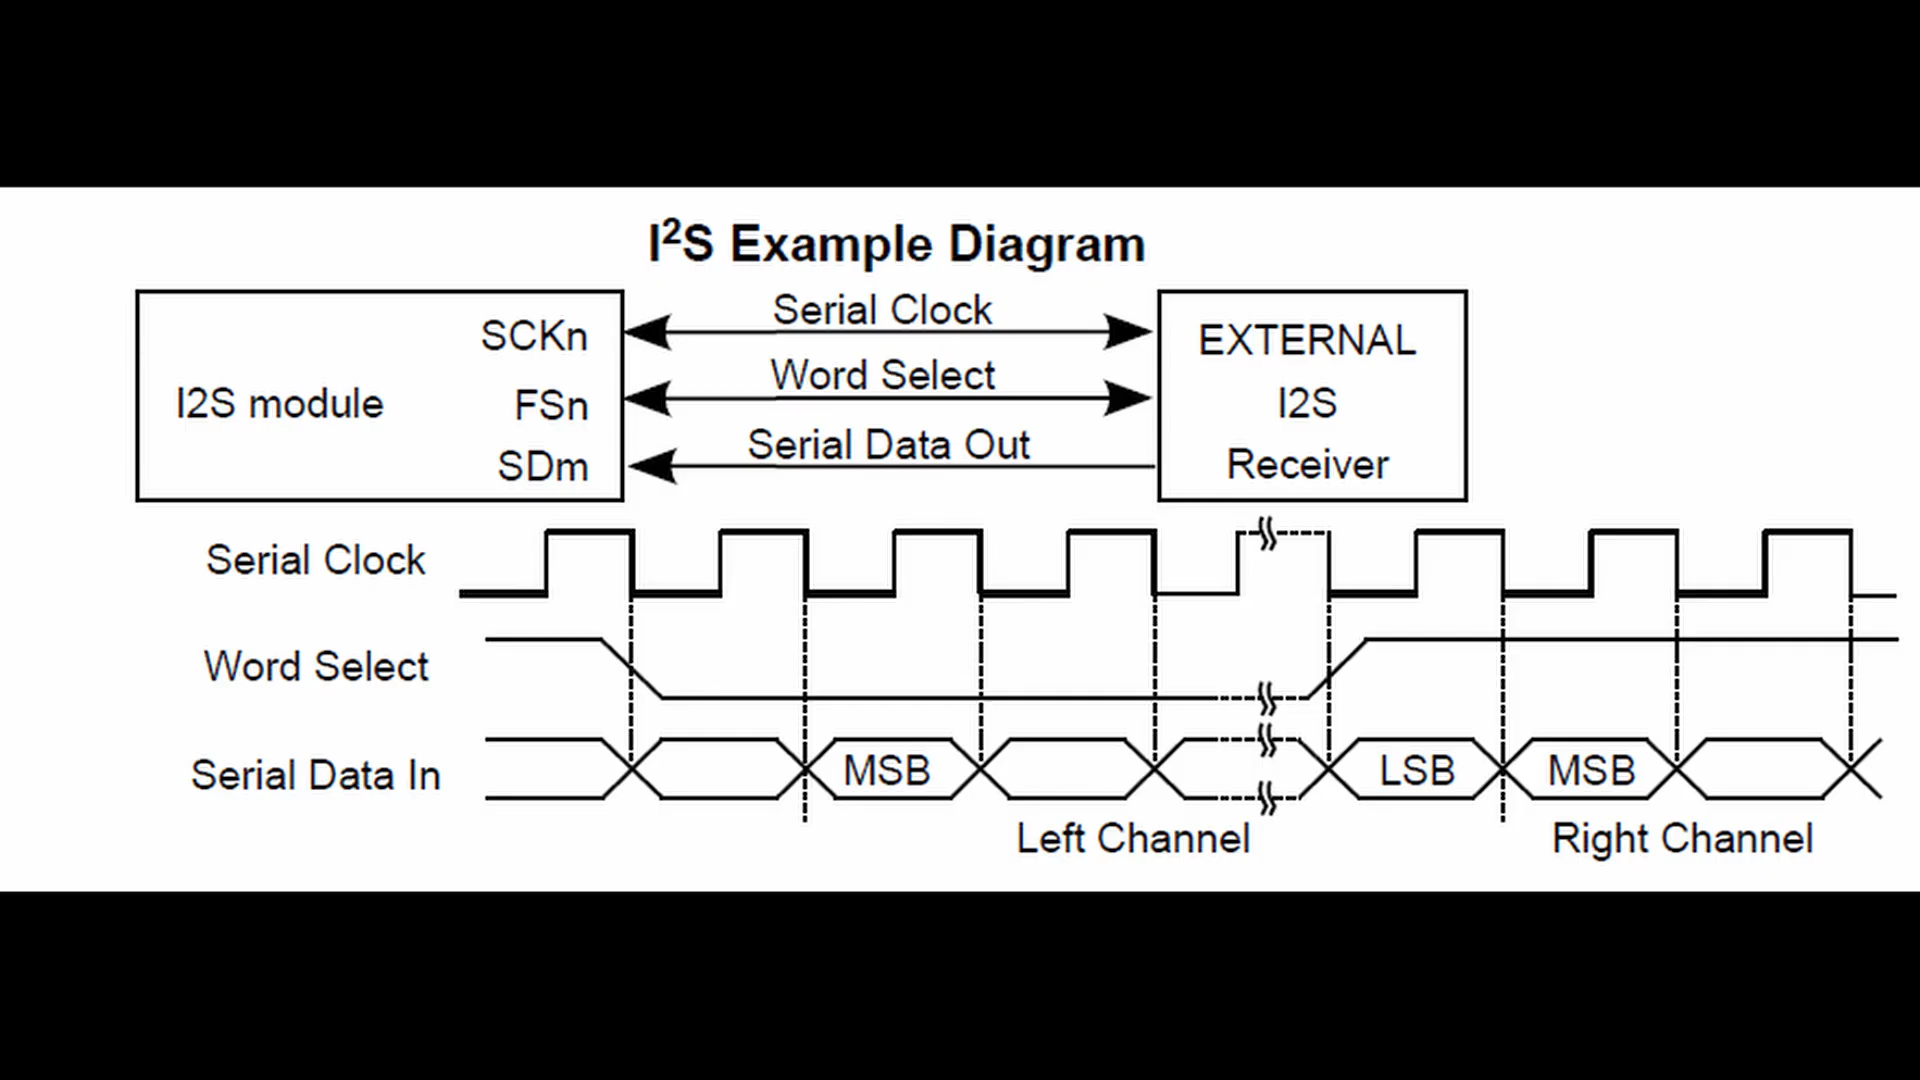 I²S Example Diagram
I2S module
SCKn
FSn
SDm
Serial Clock
Word Select
Serial Data Out
EXTERNAL
I2S
Receiver
Serial Clock
Word Select
Serial Data In
MSB
LSB
MSB
Left Channel
Right Channel